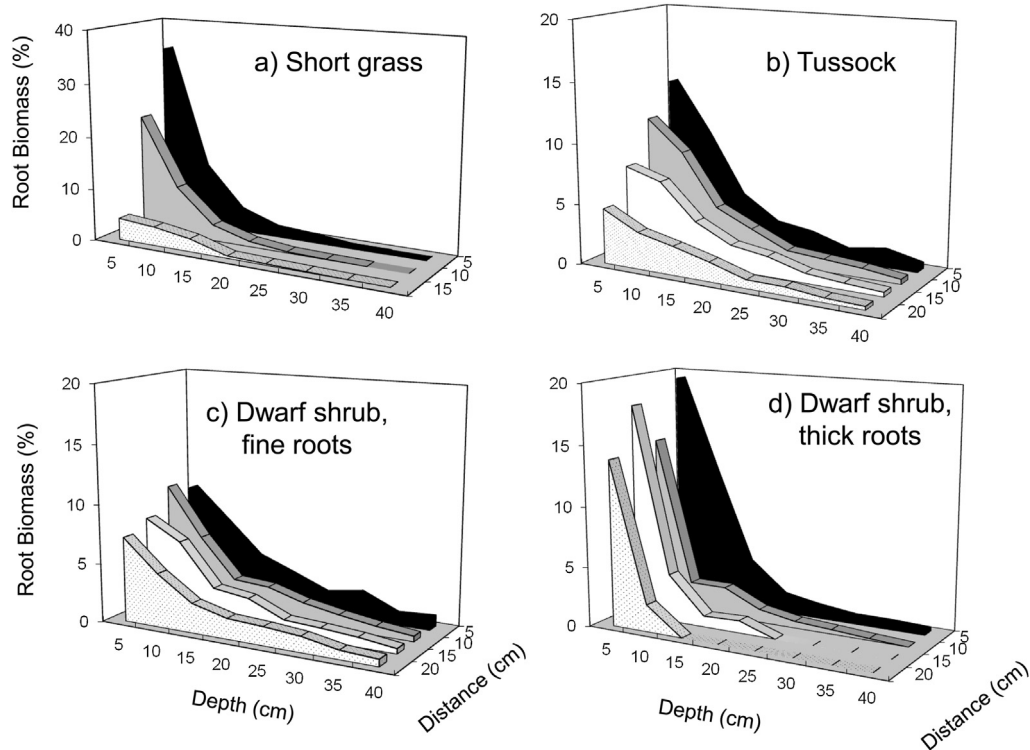 40
30
20
10
0
Root Biomass (%)
a) Short grass
5 10 15 20 25 30 35 40
5
10
15
20
15
10
5
0
b) Tussock
5 10 15 20 25 30 35 40
5
10
15
20
20
15
10
5
0
Root Biomass (%)
c) Dwarf shrub,
fine roots
5 10 15 20 25 30 35 40
5
10
15
20
Depth (cm)
Distance (cm)
20
15
10
5
0
d) Dwarf shrub,
thick roots
5 10 15 20 25 30 35 40
5
10
15
20
Depth (cm)
Distance (cm)